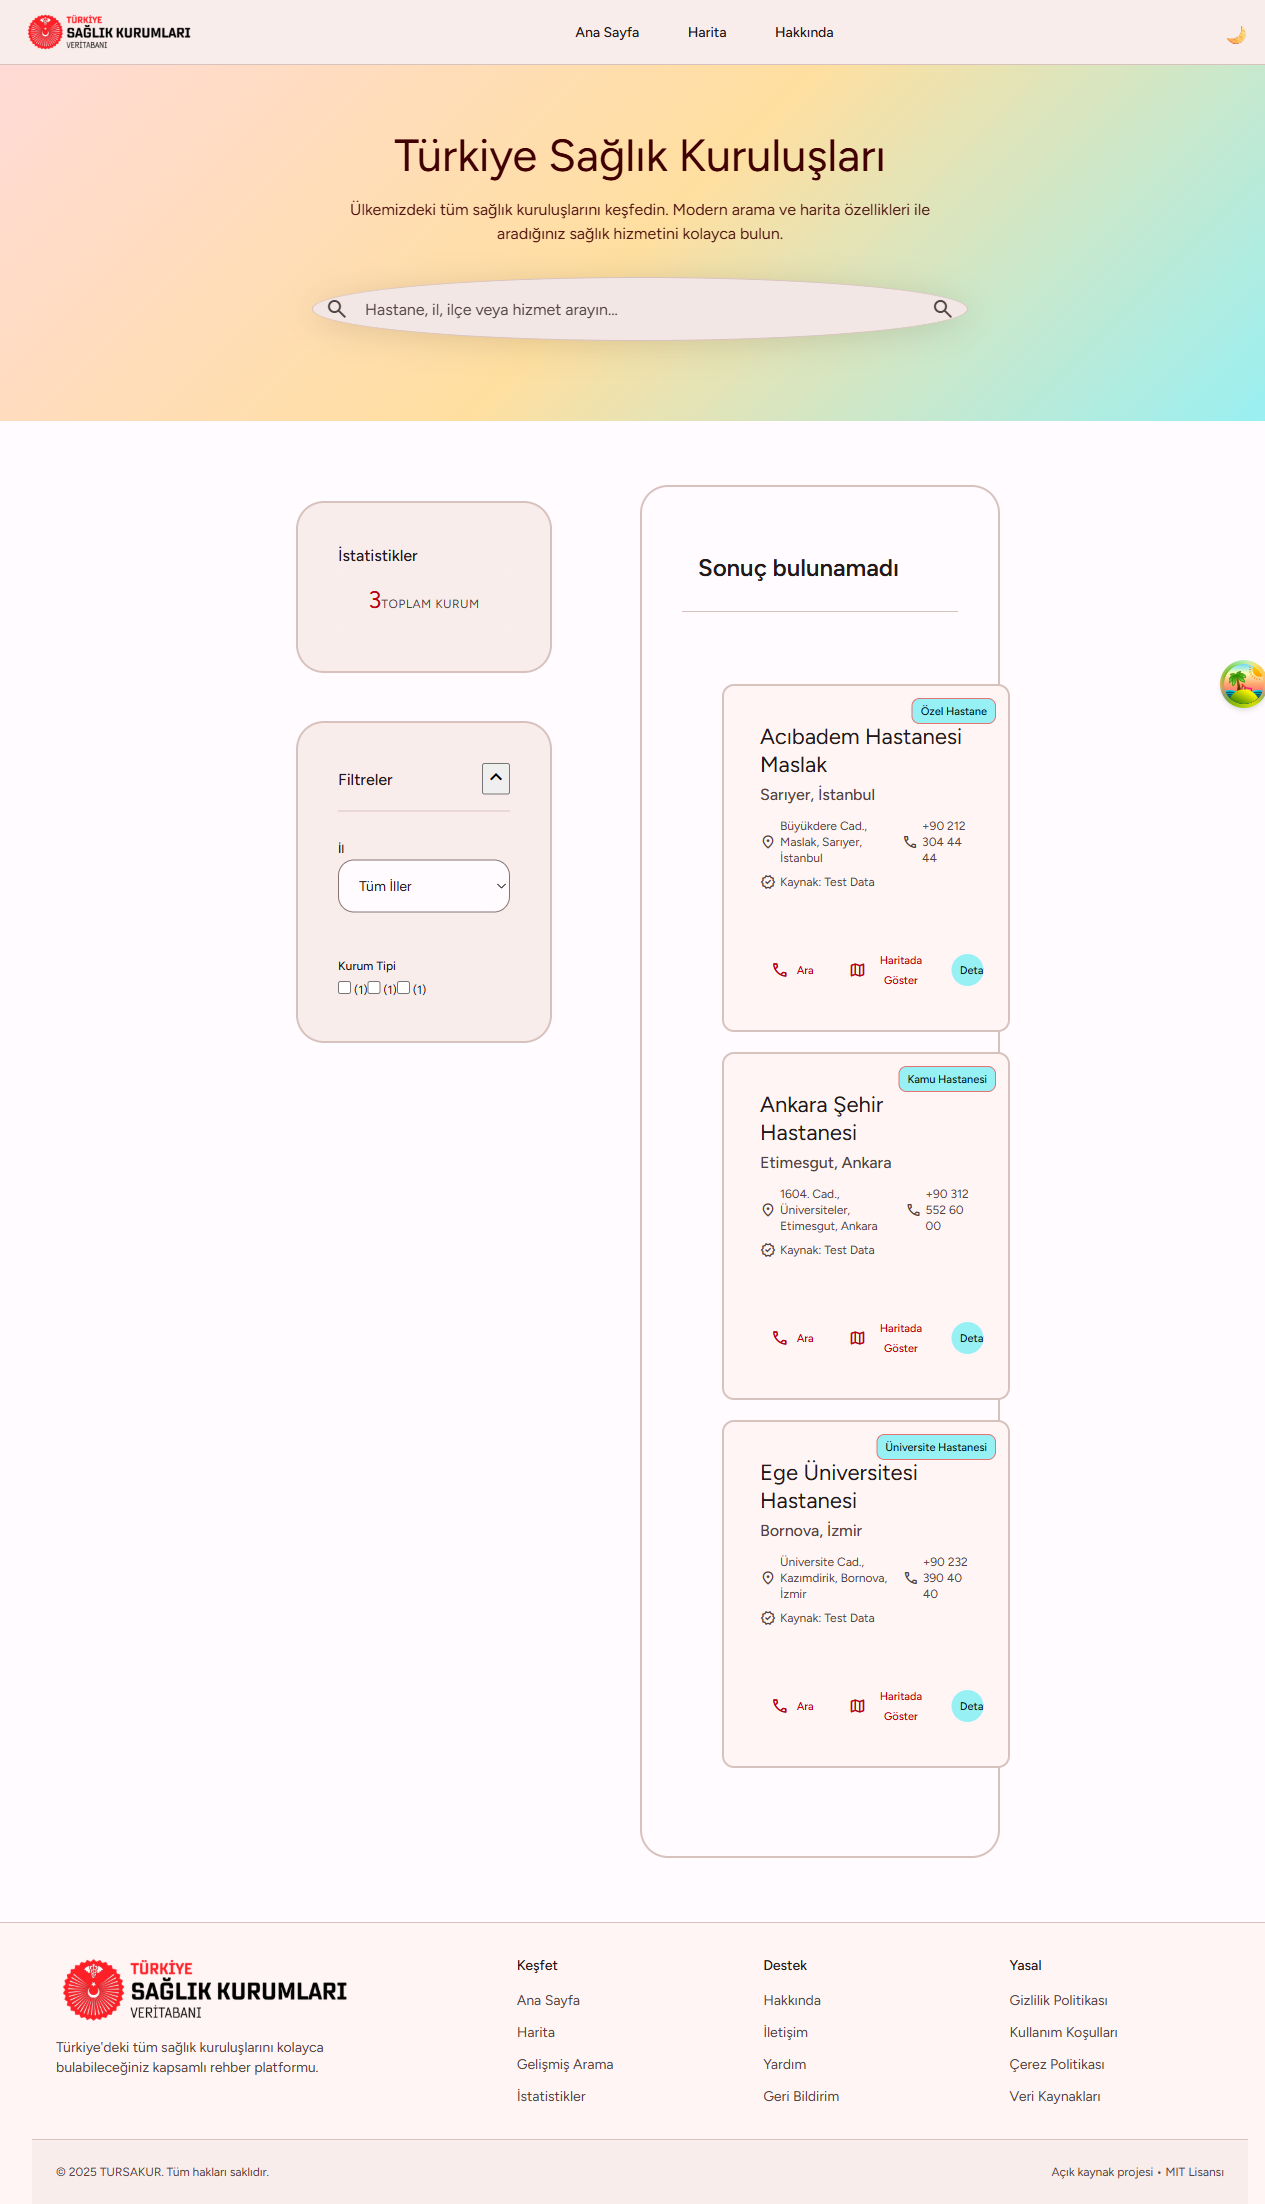 TÜRKİYE
SAĞLIK KURUMLARI
VERİTABANI
Ana Sayfa
Harita
Hakkında
Türkiye Sağlık Kuruluşları
Ülkemizdeki tüm sağlık kuruluşlarını keşfedin. Modern arama ve harita özellikleri ile
aradığınız sağlık hizmetini kolayca bulun.
Hastane, il, ilçe veya hizmet arayın...
İstatistikler
3 TOPLAM KURUM
Filtreler
İl
Tüm İller
Kurum Tipi
(1) (1) (1)
Sonuç bulunamadı
Özel Hastane
Acıbadem Hastanesi
Maslak
Sarıyer, İstanbul
Büyükdere Cad.,
Maslak, Sarıyer,
İstanbul
+90 212
304 44
44
Kaynak: Test Data
Ara
Haritada
Göster
Deta
Kamu Hastanesi
Ankara Şehir
Hastanesi
Etimesgut, Ankara
1604. Cad.,
Üniversiteler,
Etimesgut, Ankara
+90 312
552 60
00
Kaynak: Test Data
Ara
Haritada
Göster
Deta
Üniversite Hastanesi
Ege Üniversitesi
Hastanesi
Bornova, İzmir
Üniversite Cad.,
Kazımdirik, Bornova,
İzmir
+90 232
390 40
40
Kaynak: Test Data
Ara
Haritada
Göster
Deta
TÜRKİYE
SAĞLIK KURUMLARI
VERİTABANI
Türkiye'deki tüm sağlık kuruluşlarını kolayca
bulabileceğiniz kapsamlı rehber platformu.
Keşfet
Ana Sayfa
Harita
Gelişmiş Arama
İstatistikler
Destek
Hakkında
İletişim
Yardım
Geri Bildirim
Yasal
Gizlilik Politikası
Kullanım Koşulları
Çerez Politikası
Veri Kaynakları
© 2025 TURSAKUR. Tüm hakları saklıdır.
Açık kaynak projesi • MIT Lisansı